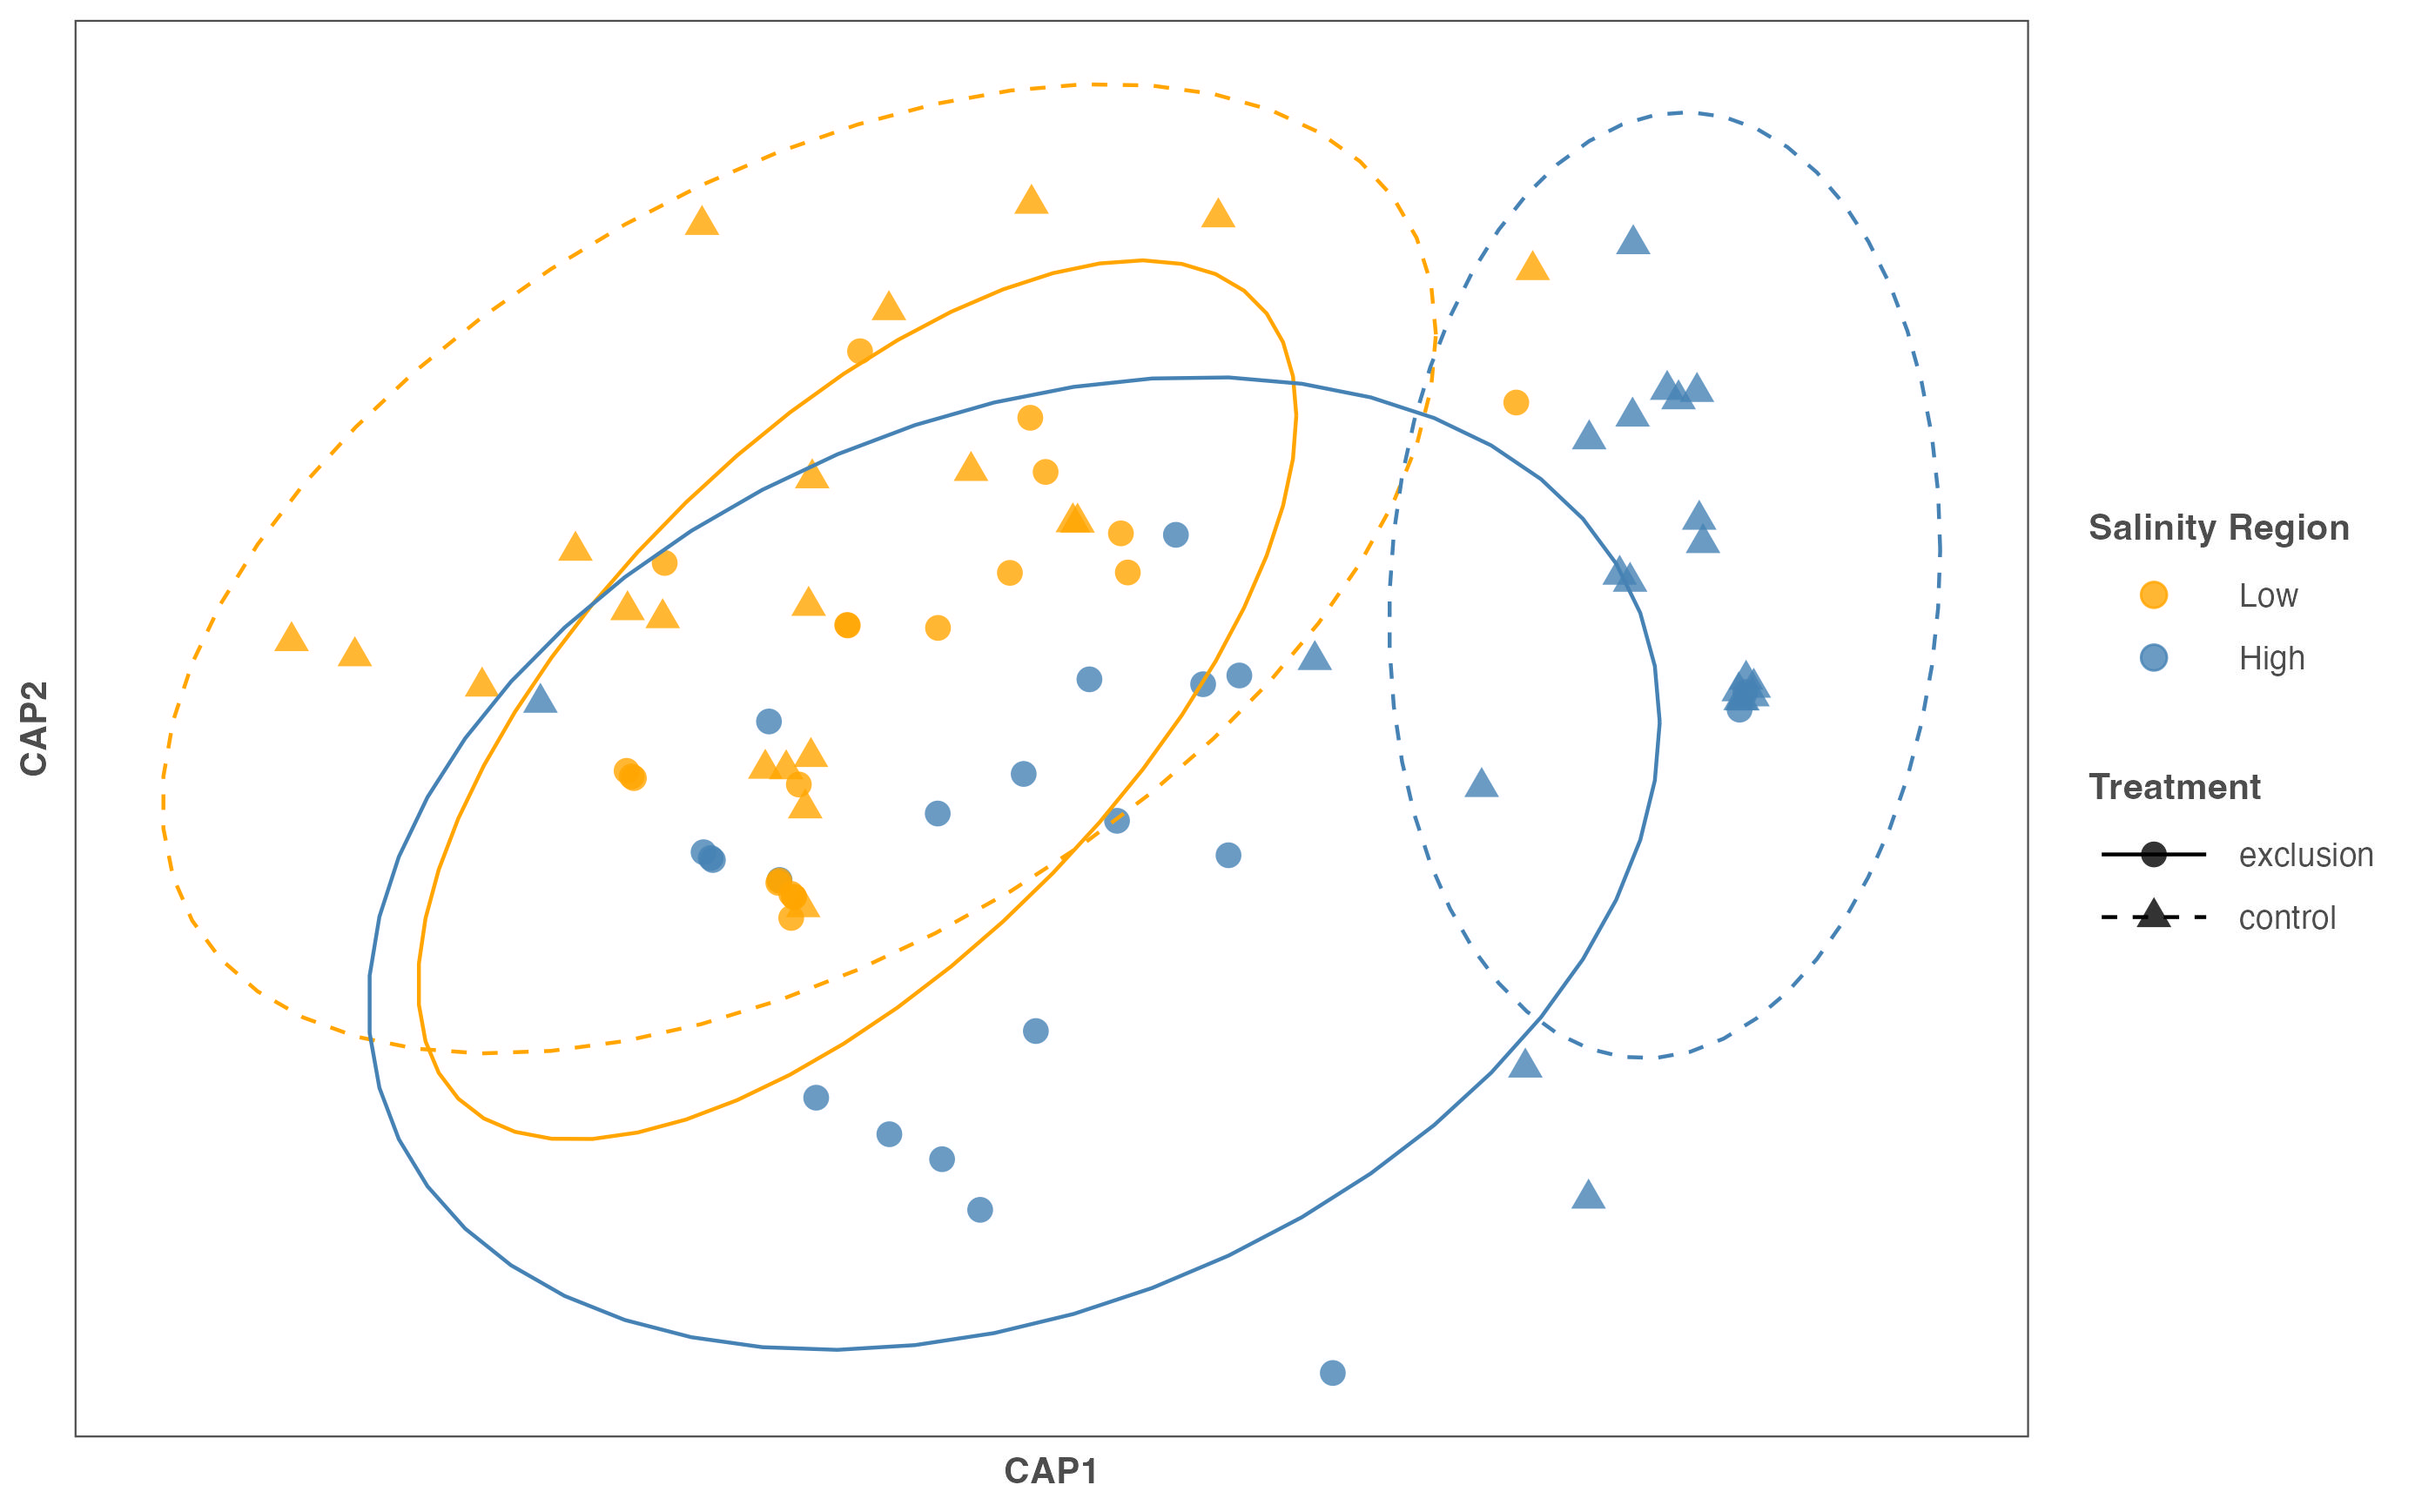 CAP2
CAP1
Salinity Region
Low
High
Treatment
exclusion
control